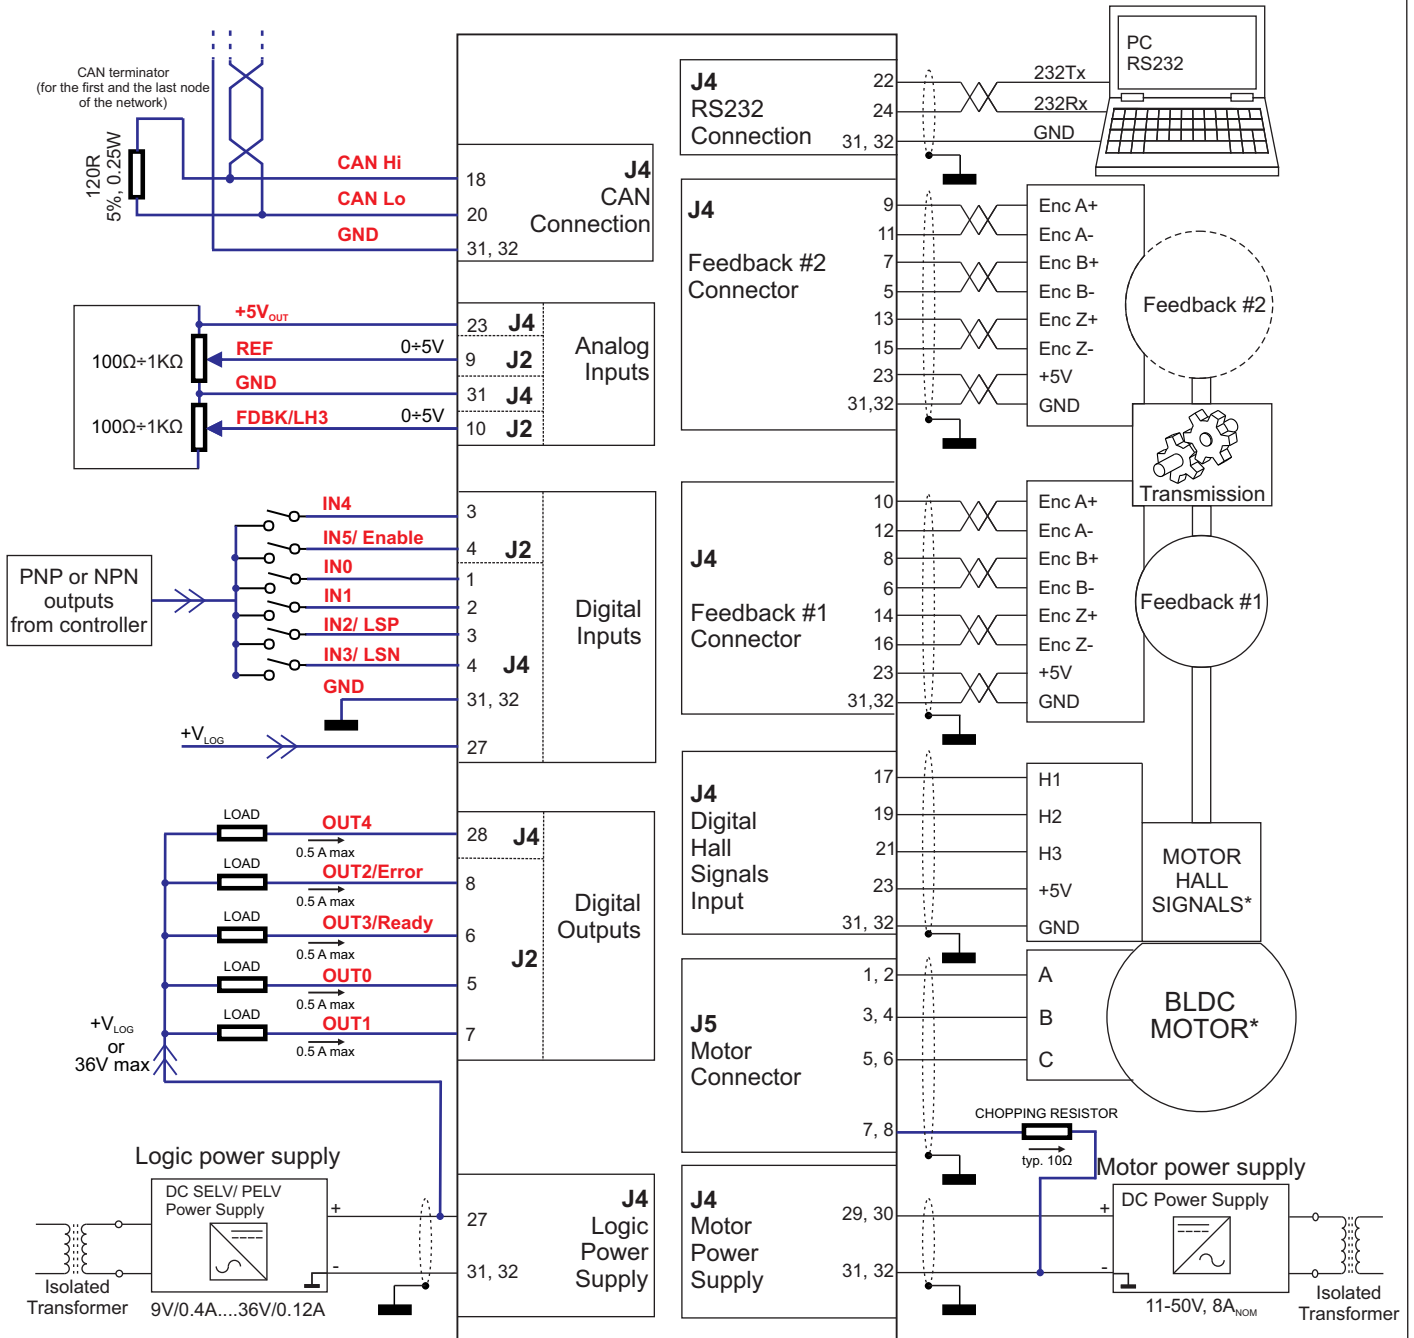 CAN terminator
(for the first and the last node
of the network)
120R
5%, 0.25W
CAN Hi
18
CAN Lo
20
GND
31, 32
J4
CAN
Connection
+5VOUT
23
J4
100Ω÷1KΩ
REF
0÷5V
9
J2
GND
31
J4
100Ω÷1KΩ
FDBK/LH3
0÷5V
10
J2
Analog
Inputs
PNP or NPN
outputs
from controller
IN4
3
IN5/ Enable
4
J2
IN0
1
IN1
2
IN2/ LSP
3
IN3/ LSN
4
J4
GND
31, 32
+VLOG
27
Digital
Inputs
LOAD
OUT4
0.5 A max
28
J4
LOAD
OUT2/Error
0.5 A max
8
LOAD
OUT3/Ready
0.5 A max
6
J2
LOAD
OUT0
0.5 A max
5
LOAD
OUT1
0.5 A max
7
Digital
Outputs
+VLOG
or
36V max
Logic power supply
DC SELV/ PELV
Power Supply
+
-
Isolated
Transformer
9V/0.4A....36V/0.12A
27
31, 32
J4
Logic
Power
Supply
J4
RS232
Connection
22
24
31, 32
232Tx
232Rx
GND
PC
RS232
J4
Feedback #2
Connector
9
11
7
5
13
15
23
31,32
Enc A+
Enc A-
Enc B+
Enc B-
Enc Z+
Enc Z-
+5V
GND
Feedback #2
Transmission
J4
Feedback #1
Connector
10
12
8
6
14
16
23
31,32
Enc A+
Enc A-
Enc B+
Enc B-
Enc Z+
Enc Z-
+5V
GND
Feedback #1
J4
Digital
Hall
Signals
Input
17
19
21
23
31, 32
H1
H2
H3
+5V
GND
MOTOR
HALL
SIGNALS*
J5
Motor
Connector
1, 2
3, 4
5, 6
7, 8
A
B
C
BLDC
MOTOR*
CHOPPING RESISTOR
typ. 10Ω
J4
Motor
Power
Supply
29, 30
31, 32
Motor power supply
DC Power Supply
+
-
11-50V, 8ANOM
Isolated
Transformer